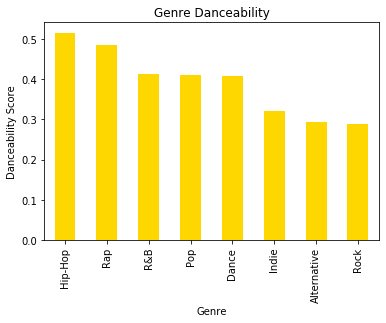 Genre Danceability
Danceability Score
0.5
0.4
0.3
0.2
0.1
0.0
Hip-Hop
Rap
R&B
Pop
Dance
Indie
Alternative
Rock
Genre